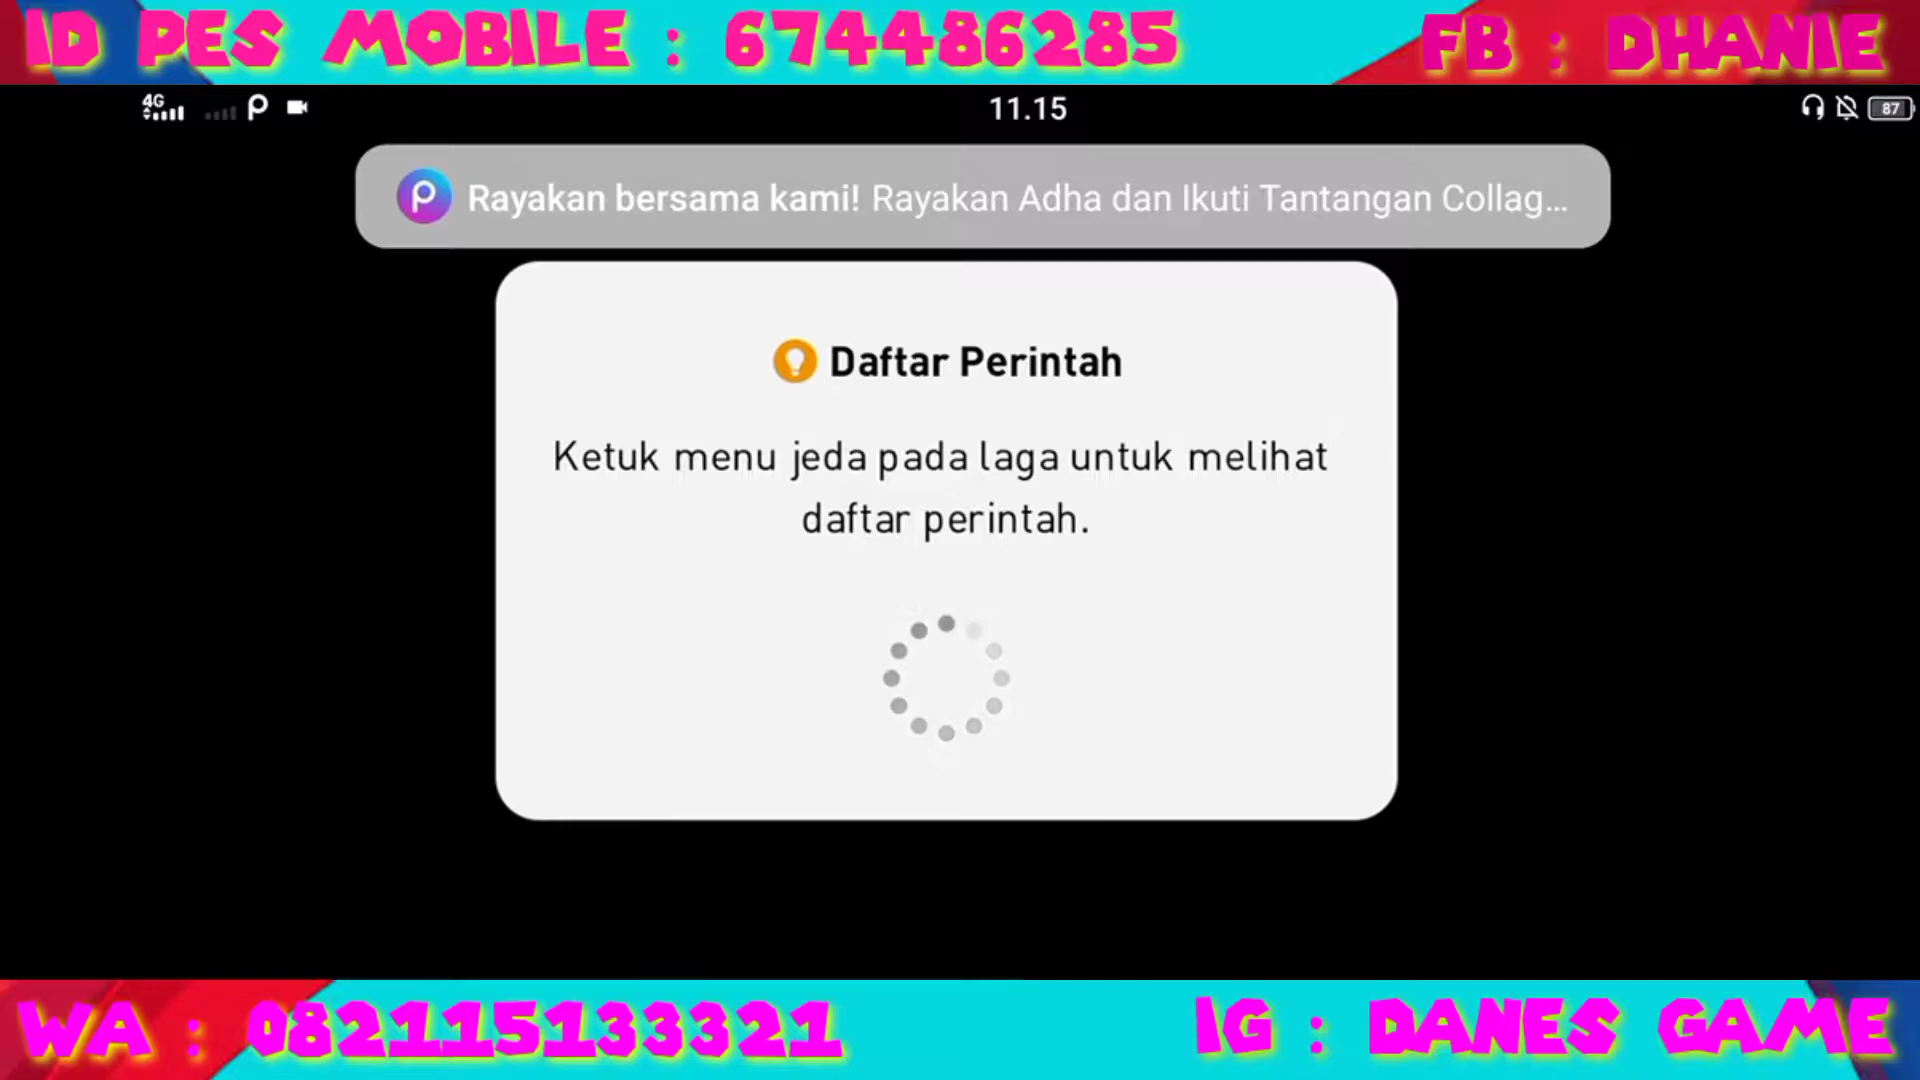 ID PES MOBILE : 674486285
FB : DHANIE
4G
11.15
87
Rayakan bersama kami! Rayakan Adha dan Ikuti Tantangan Collag...
Daftar Perintah
Ketuk menu jeda pada laga untuk melihat
daftar perintah.
WA : 082115133321
IG : DANES GAME